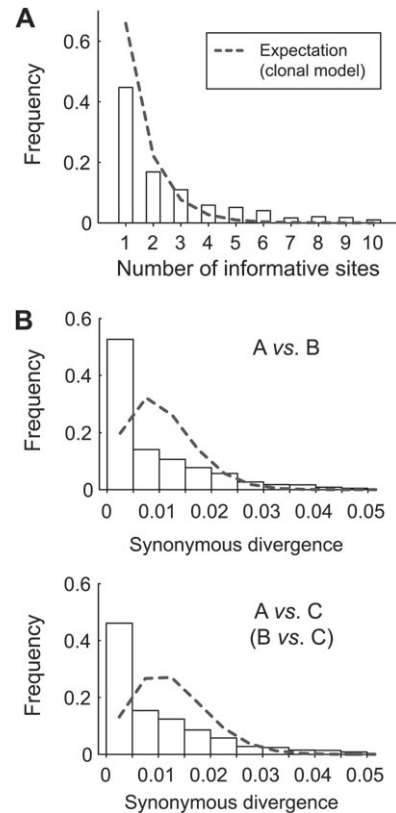 A
Frequency
0.6
0.4
0.2
0
Expectation
(clonal model)
1 2 3 4 5 6 7 8 9 10
Number of informative sites
B
Frequency
0.6
0.4
0.2
0
A vs. B
0 0.01 0.02 0.03 0.04 0.05
Synonymous divergence
Frequency
0.6
0.4
0.2
0
A vs. C
(B vs. C)
0 0.01 0.02 0.03 0.04 0.05
Synonymous divergence